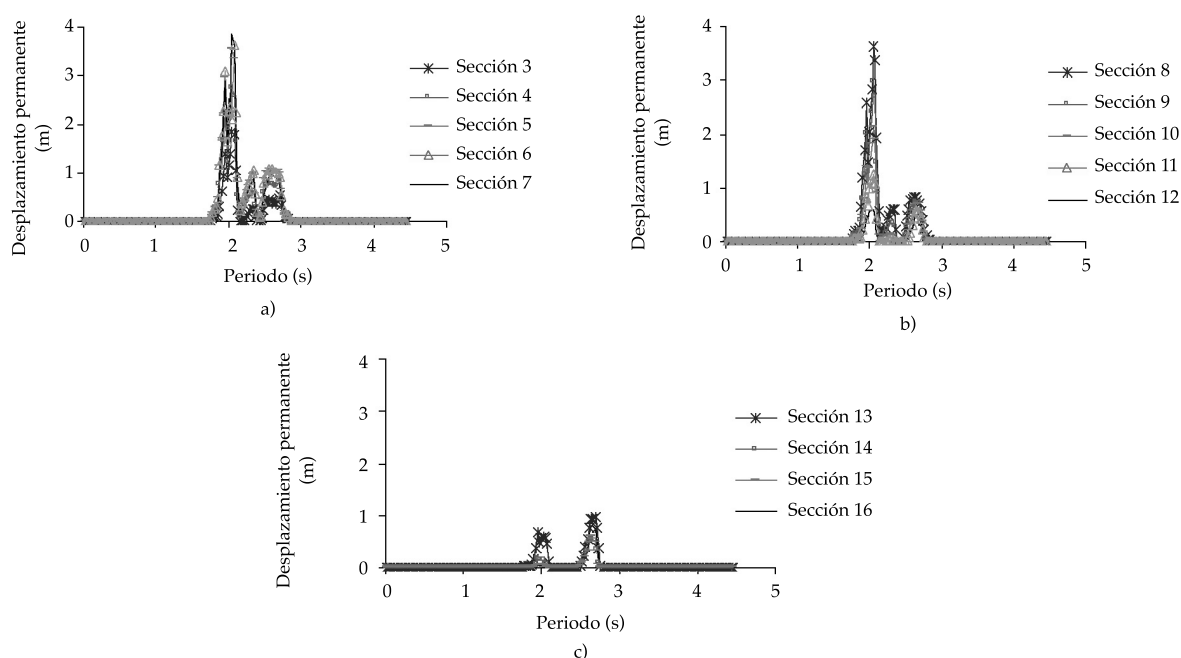 Desplazamiento permanente
(m)
4
3
2
1
0
0 1 2 3 4 5
Periodo (s)
Sección 3
Sección 4
Sección 5
Sección 6
Sección 7
a)
Desplazamiento permanente
(m)
4
3
2
1
0
0 1 2 3 4 5
Periodo (s)
Sección 8
Sección 9
Sección 10
Sección 11
Sección 12
b)
Desplazamiento permanente
(m)
4
3
2
1
0
0 1 2 3 4 5
Periodo (s)
Sección 13
Sección 14
Sección 15
Sección 16
c)